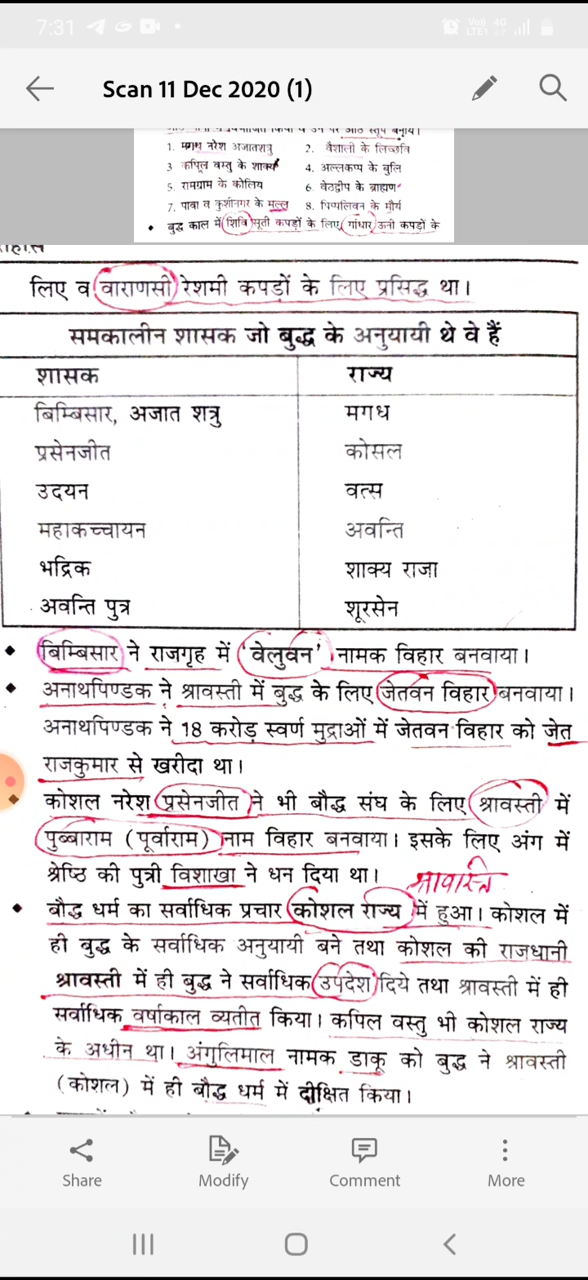 7:31
Vo)) 4G
LTE1
Scan 11 Dec 2020 (1)
1. मगध नरेश अजातशत्रु 2. वैशाली के लिच्छवि
3 कपिल वस्तु के शाक्य 4. अल्लकप्प के बुलि
5. रामग्राम के कोलिय 6. वेठद्वीप के ब्राह्मण
7. पावा व कुशीनगर के मल्ल 8. पिप्पलिवन के मौर्य
• बुद्ध काल में शिवि सूती कपड़ों के लिए गांधार ऊनी कपड़ों के
लिए व वाराणसी रेशमी कपड़ों के लिए प्रसिद्ध था।
समकालीन शासक जो बुद्ध के अनुयायी थे वे हैं
शासक राज्य
बिम्बिसार, अजात शत्रु मगध
प्रसेनजीत कोसल
उदयन वत्स
महाकच्चायन अवन्ति
भद्रिक शाक्य राजा
अवन्ति पुत्र शूरसेन
• बिम्बिसार ने राजगृह में 'वेलुवन' नामक विहार बनवाया।
• अनाथपिण्डक ने श्रावस्ती में बुद्ध के लिए जेतवन विहार बनवाया।
अनाथपिण्डक ने 18 करोड़ स्वर्ण मुद्राओं में जेतवन विहार को जेत
राजकुमार से खरीदा था।
• कोशल नरेश प्रसेनजीत ने भी बौद्ध संघ के लिए श्रावस्ती में
पुब्बाराम (पूर्वाराम) नाम विहार बनवाया। इसके लिए अंग में
श्रेष्ठि की पुत्री विशाखा ने धन दिया था।
• बौद्ध धर्म का सर्वाधिक प्रचार कोशल राज्य में हुआ। कोशल में
ही बुद्ध के सर्वाधिक अनुयायी बने तथा कोशल की राजधानी
श्रावस्ती में ही बुद्ध ने सर्वाधिक उपदेश दिये तथा श्रावस्ती में ही
सर्वाधिक वर्षाकाल व्यतीत किया। कपिल वस्तु भी कोशल राज्य
के अधीन था। अंगुलिमाल नामक डाकू को बुद्ध ने श्रावस्ती
(कोशल) में ही बौद्ध धर्म में दीक्षित किया।
Share Modify Comment More